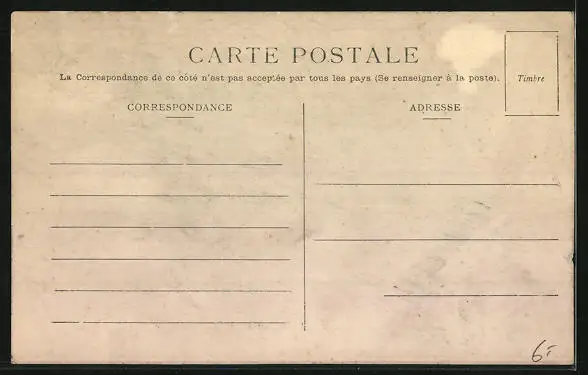 CARTE POSTALE
La Correspondance de ce côté n'est pas acceptée par tous les pays (Se renseigner à la poste).
Timbre
CORRESPONDANCE
ADRESSE
6.-